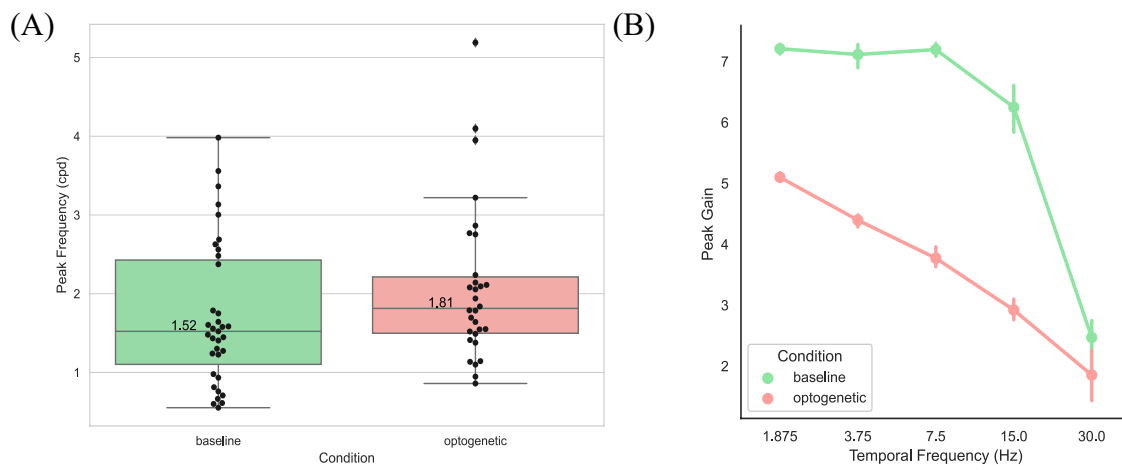 (A)
5
4
3
2
1
Peak Frequency (cpd)
1.52
1.81
baseline
optogenetic
Condition
(B)
7
6
5
4
3
2
Peak Gain
Condition
baseline
optogenetic
1.875
3.75
7.5
15.0
30.0
Temporal Frequency (Hz)